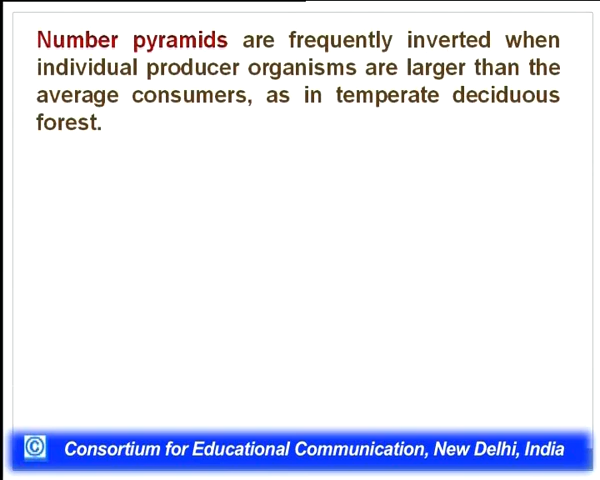 Number pyramids are frequently inverted when
individual producer organisms are larger than the
average consumers, as in temperate deciduous
forest.
© Consortium for Educational Communication, New Delhi, India